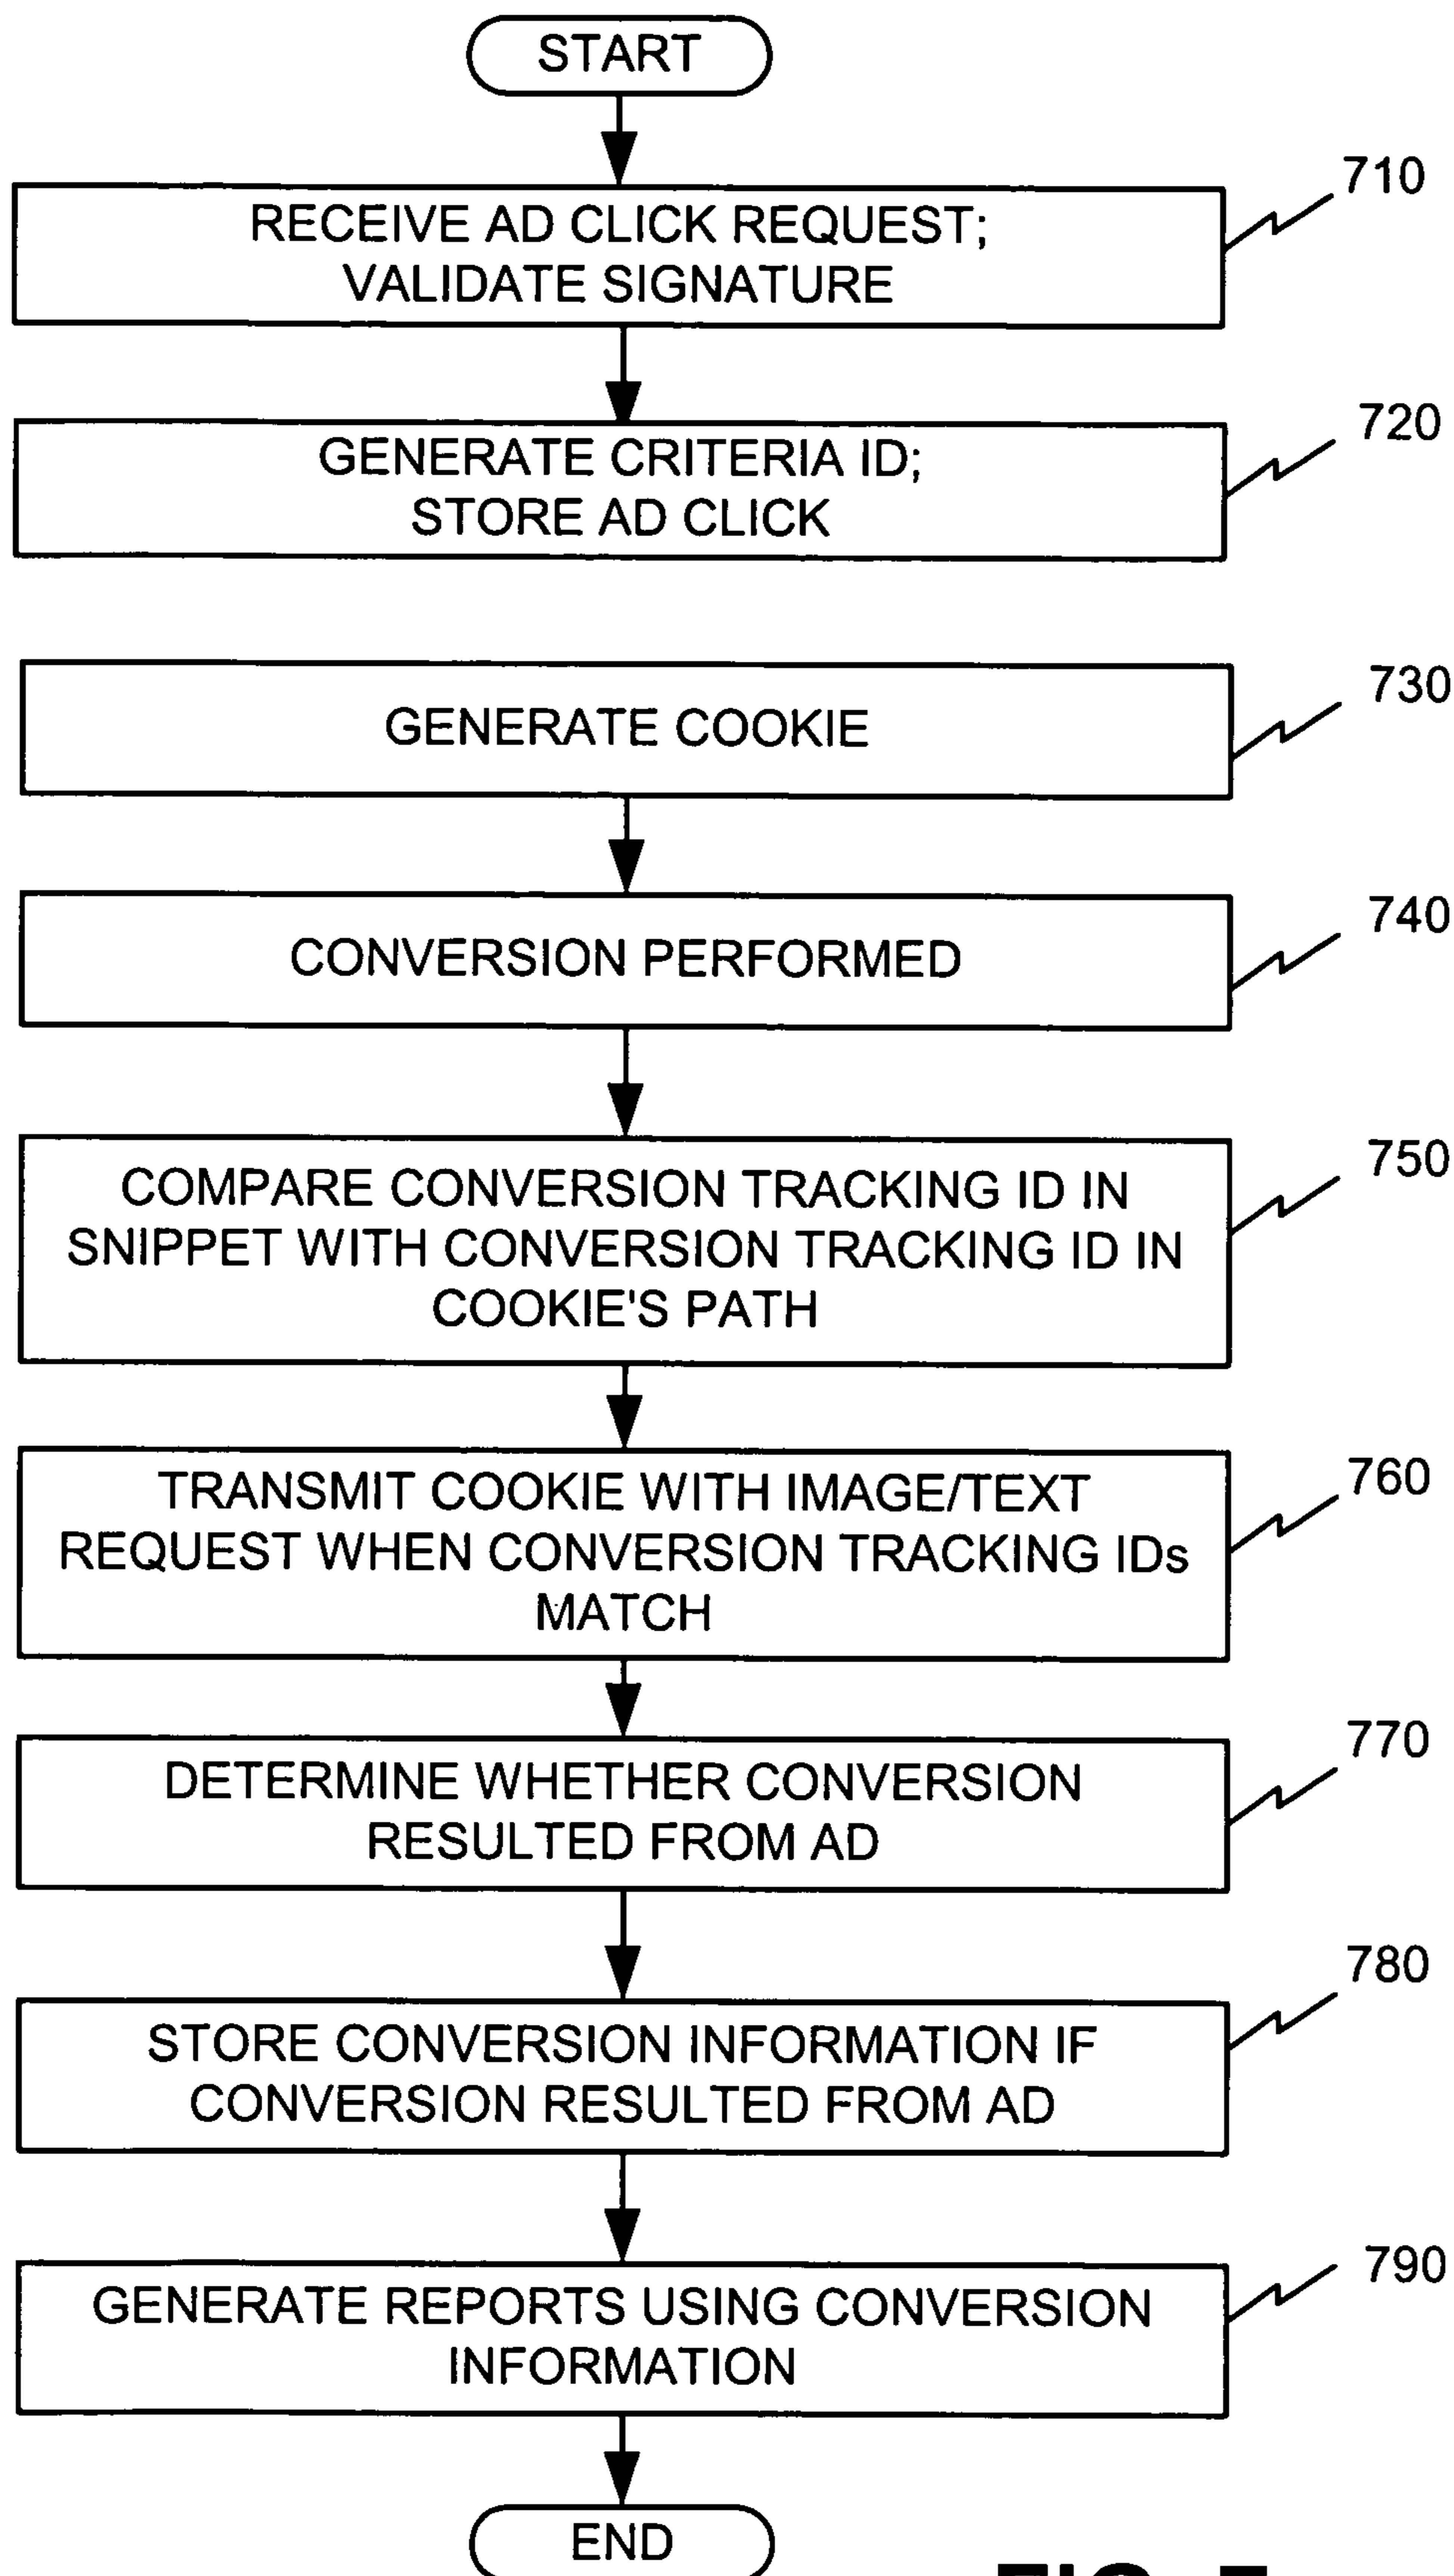 START
710
RECEIVE AD CLICK REQUEST;
VALIDATE SIGNATURE
720
GENERATE CRITERIA ID;
STORE AD CLICK
730
GENERATE COOKIE
740
CONVERSION PERFORMED
750
COMPARE CONVERSION TRACKING ID IN
SNIPPET WITH CONVERSION TRACKING ID IN
COOKIE'S PATH
760
TRANSMIT COOKIE WITH IMAGE/TEXT
REQUEST WHEN CONVERSION TRACKING IDs
MATCH
770
DETERMINE WHETHER CONVERSION
RESULTED FROM AD
780
STORE CONVERSION INFORMATION IF
CONVERSION RESULTED FROM AD
790
GENERATE REPORTS USING CONVERSION
INFORMATION
END